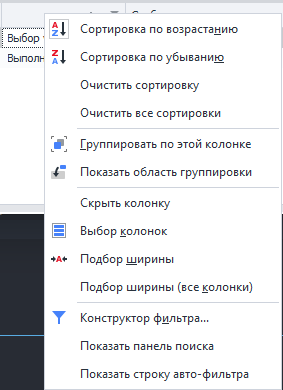 Выбор
Выполн
Сортировка по возрастанию
Сортировка по убыванию
Очистить сортировку
Очистить все сортировки
Группировать по этой колонке
Показать область группировки
Скрыть колонку
Выбор колонок
Подбор ширины
Подбор ширины (все колонки)
Конструктор фильтра...
Показать панель поиска
Показать строку авто-фильтра